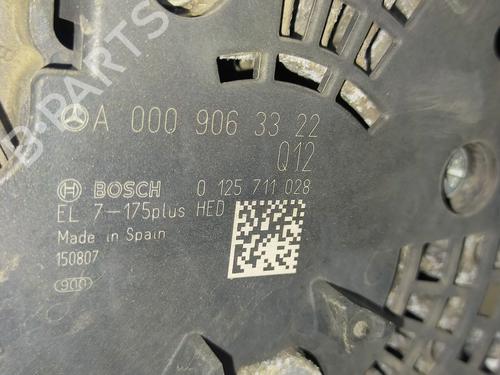 B-PARTS
A 000 906 33 22
Q12
BOSCH 0 125 711 028
EL 7-175plus HED
Made in Spain
150807
900